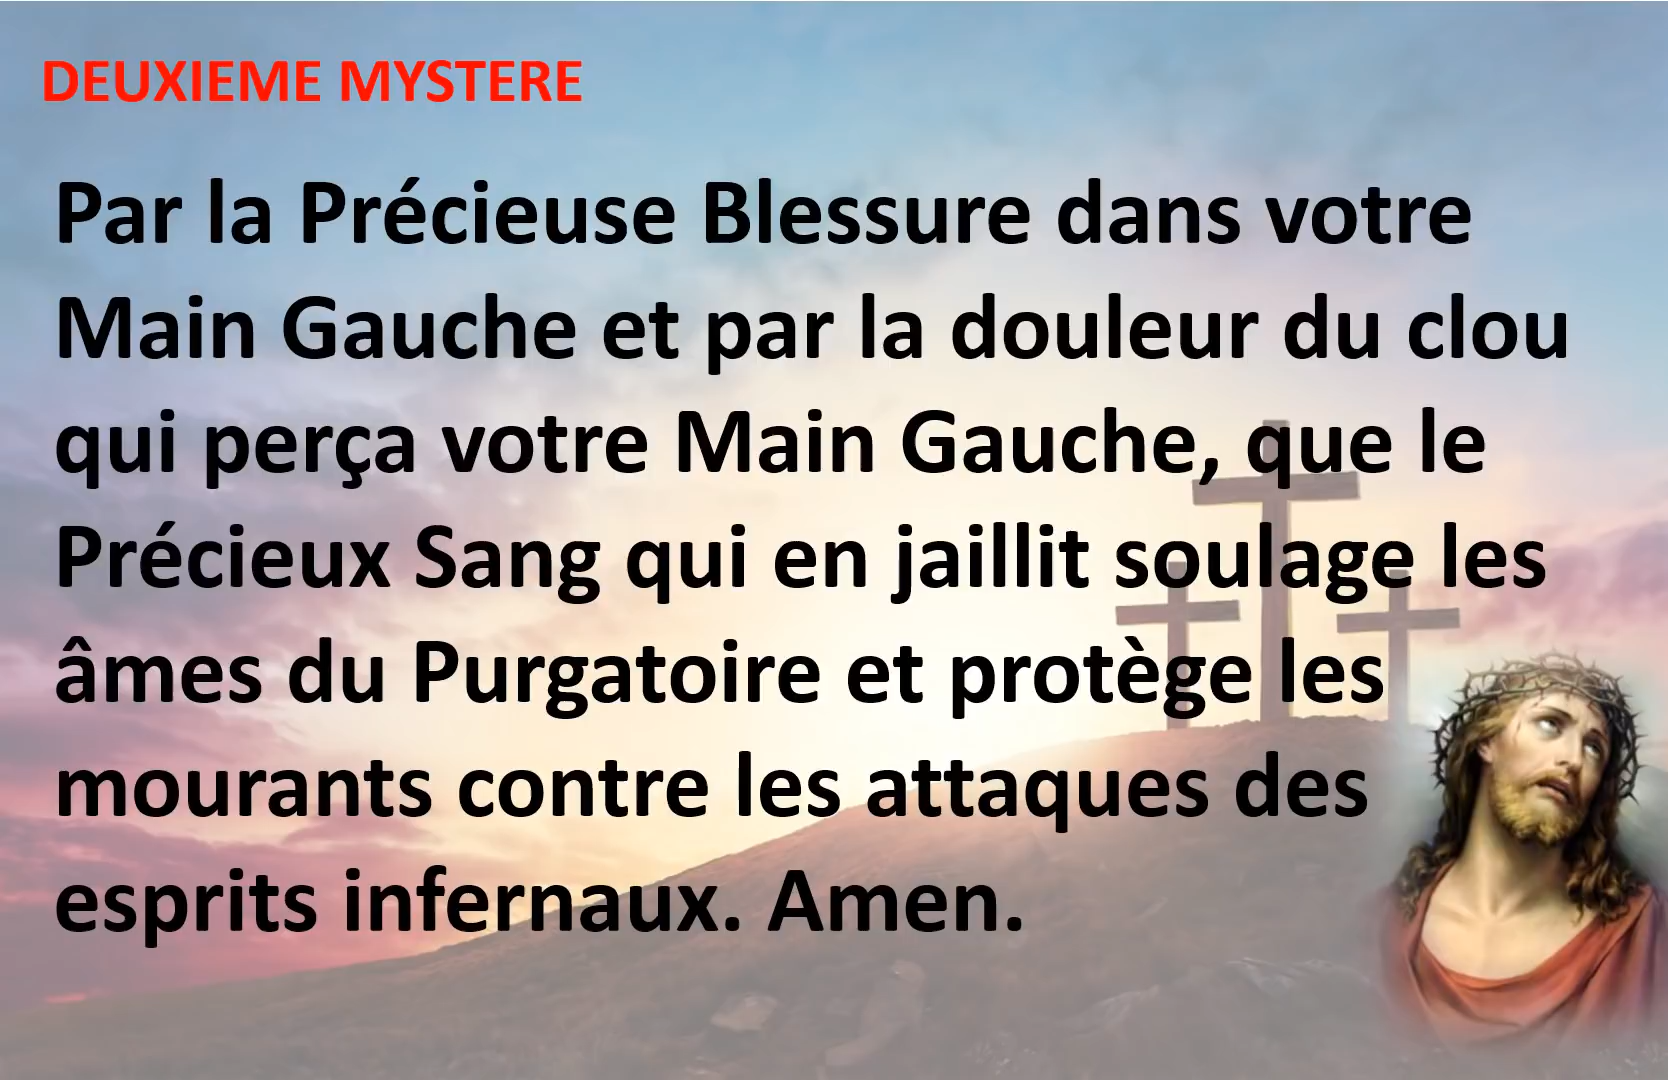 DEUXIEME MYSTERE
Par la Précieuse Blessure dans votre
Main Gauche et par la douleur du clou
qui perça votre Main Gauche, que le
Précieux Sang qui en jaillit soulage les
âmes du Purgatoire et protège les
mourants contre les attaques des
esprits infernaux. Amen.